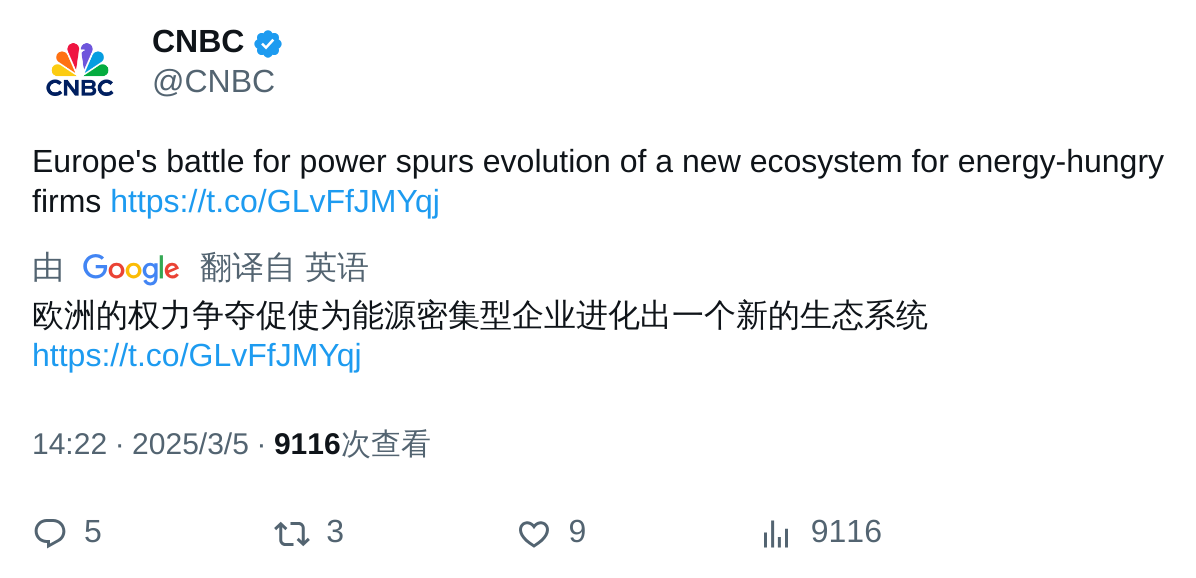 CNBC
CNBC
@CNBC
Europe's battle for power spurs evolution of a new ecosystem for energy-hungry
firms https://t.co/GLvFfJMYqj
由 Google 翻译自 英语
欧洲的权力争夺促使为能源密集型企业进化出一个新的生态系统
https://t.co/GLvFfJMYqj
14:22 · 2025/3/5 · 9116次查看
5 3 9 9116